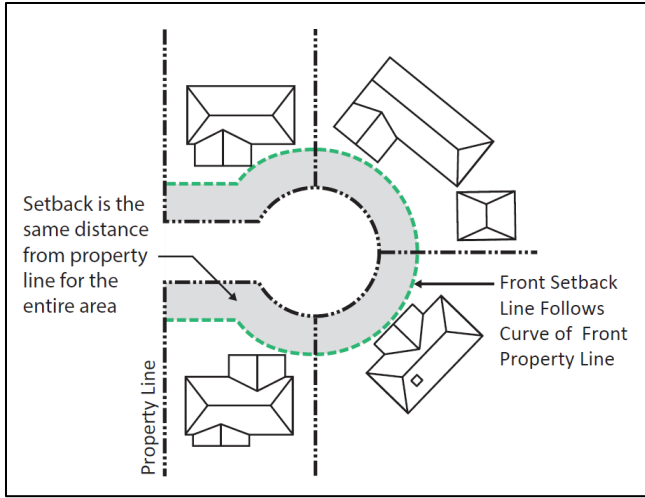 Setback is the
same distance
from property
line for the
entire area
Front Setback
Line Follows
Curve of Front
Property Line
Property Line